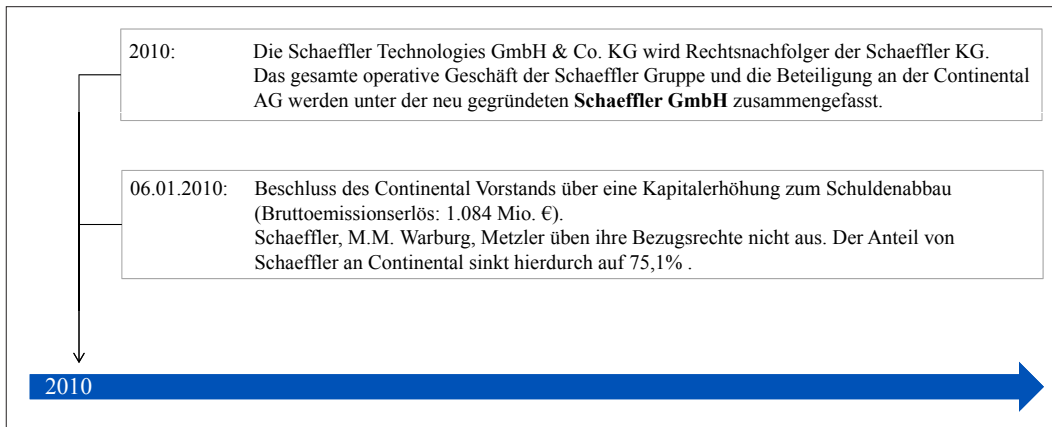 2010: Die Schaeffler Technologies GmbH & Co. KG wird Rechtsnachfolger der Schaeffler KG.
Das gesamte operative Geschäft der Schaeffler Gruppe und die Beteiligung an der Continental
AG werden unter der neu gegründeten Schaeffler GmbH zusammengefasst.
06.01.2010: Beschluss des Continental Vorstands über eine Kapitalerhöhung zum Schuldenabbau
(Bruttoemissionserlös: 1.084 Mio. €).
Schaeffler, M.M. Warburg, Metzler üben ihre Bezugsrechte nicht aus. Der Anteil von
Schaeffler an Continental sinkt hierdurch auf 75,1% .
2010